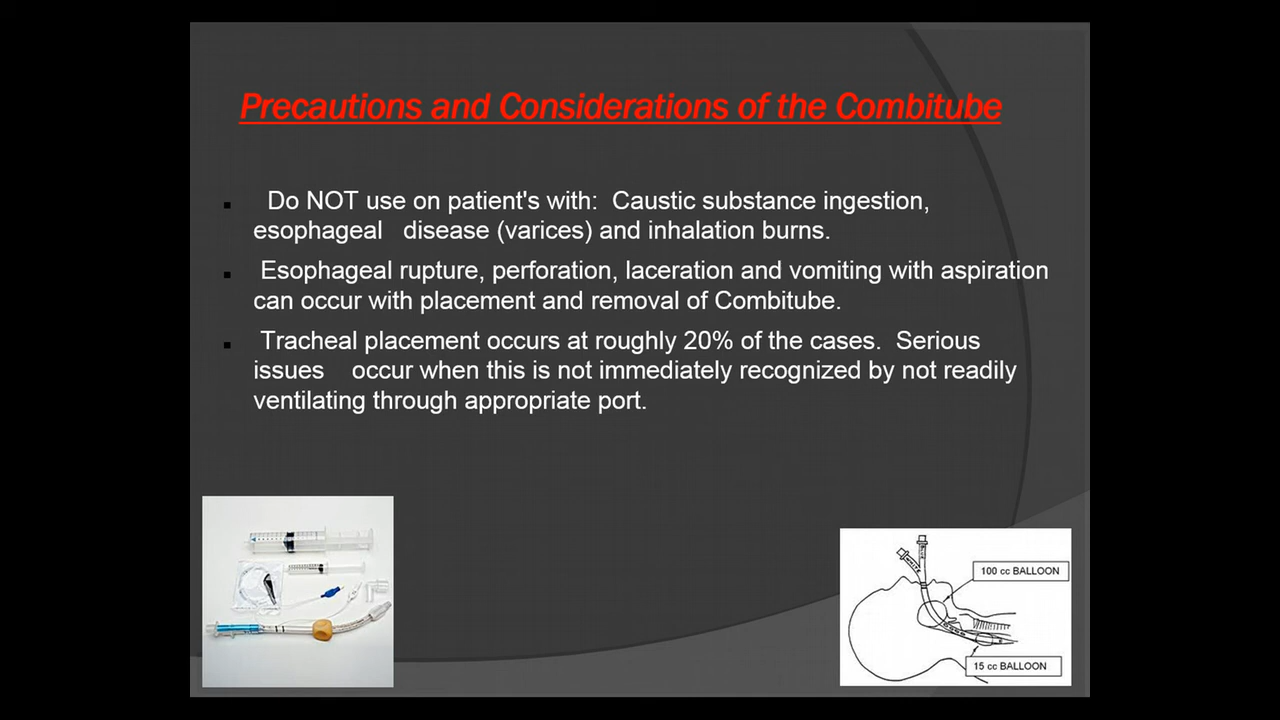 Precautions and Considerations of the Combitube
Do NOT use on patient's with: Caustic substance ingestion,
esophageal disease (varices) and inhalation burns.
Esophageal rupture, perforation, laceration and vomiting with aspiration
can occur with placement and removal of Combitube.
Tracheal placement occurs at roughly 20% of the cases. Serious
issues occur when this is not immediately recognized by not readily
ventilating through appropriate port.
100 cc BALLOON
15 cc BALLOON